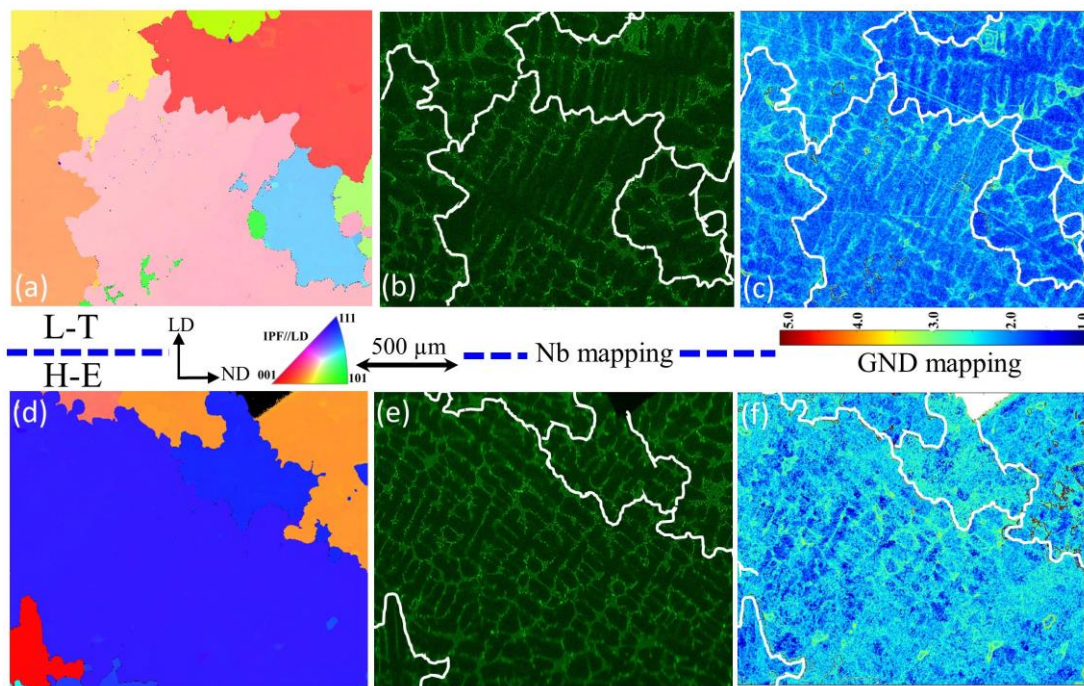 (a)
(b)
(c)
L-T
H-E
LD
ND
IPF//LD
111
001
101
500 µm
Nb mapping
5.0
4.0
3.0
2.0
1.0
GND mapping
(d)
(e)
(f)